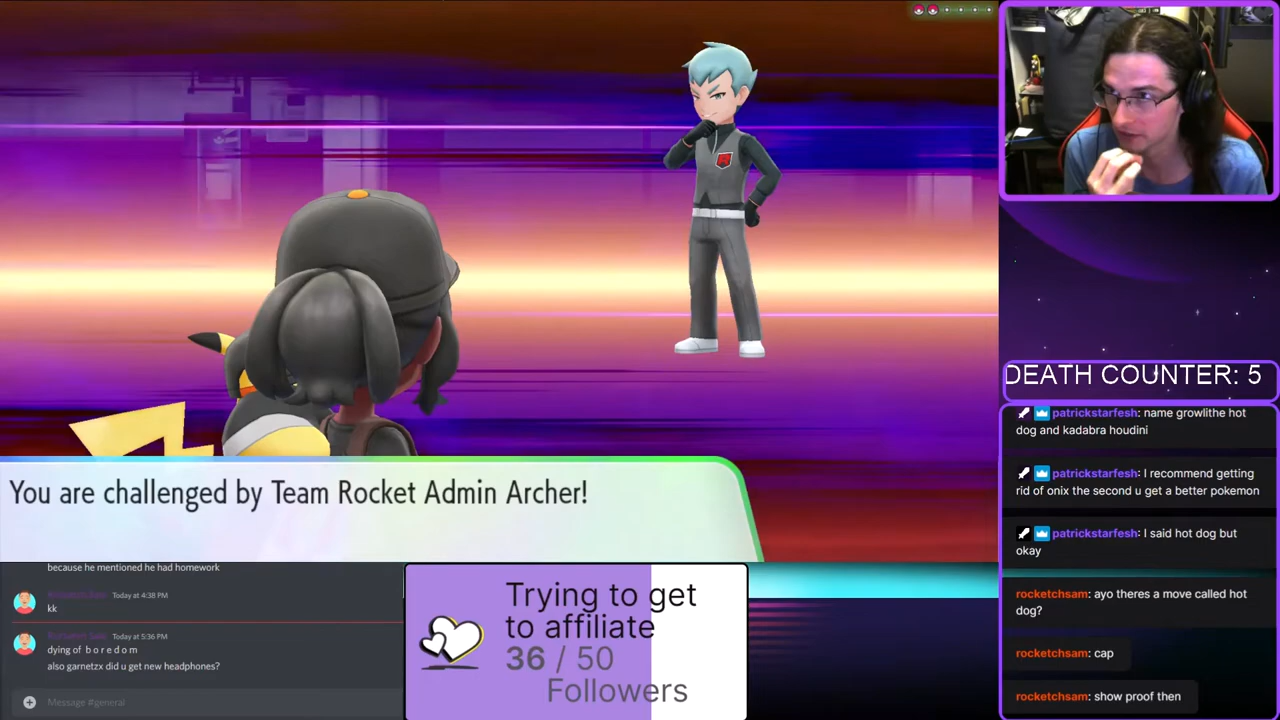 You are challenged by Team Rocket Admin Archer!
because he mentioned he had homework
Today at 4:38 PM
kk
Today at 5:36 PM
dying of b o r e d o m
also garnetzx did u get new headphones?
Message #general
Trying to get
to affiliate
36 / 50
Followers
DEATH COUNTER: 5
patrickstarfesh: name growlithe hot
dog and kadabra houdini
patrickstarfesh: I recommend getting
rid of onix the second u get a better pokemon
patrickstarfesh: I said hot dog but
okay
rocketchsam: ayo theres a move called hot
dog?
rocketchsam: cap
rocketchsam: show proof then